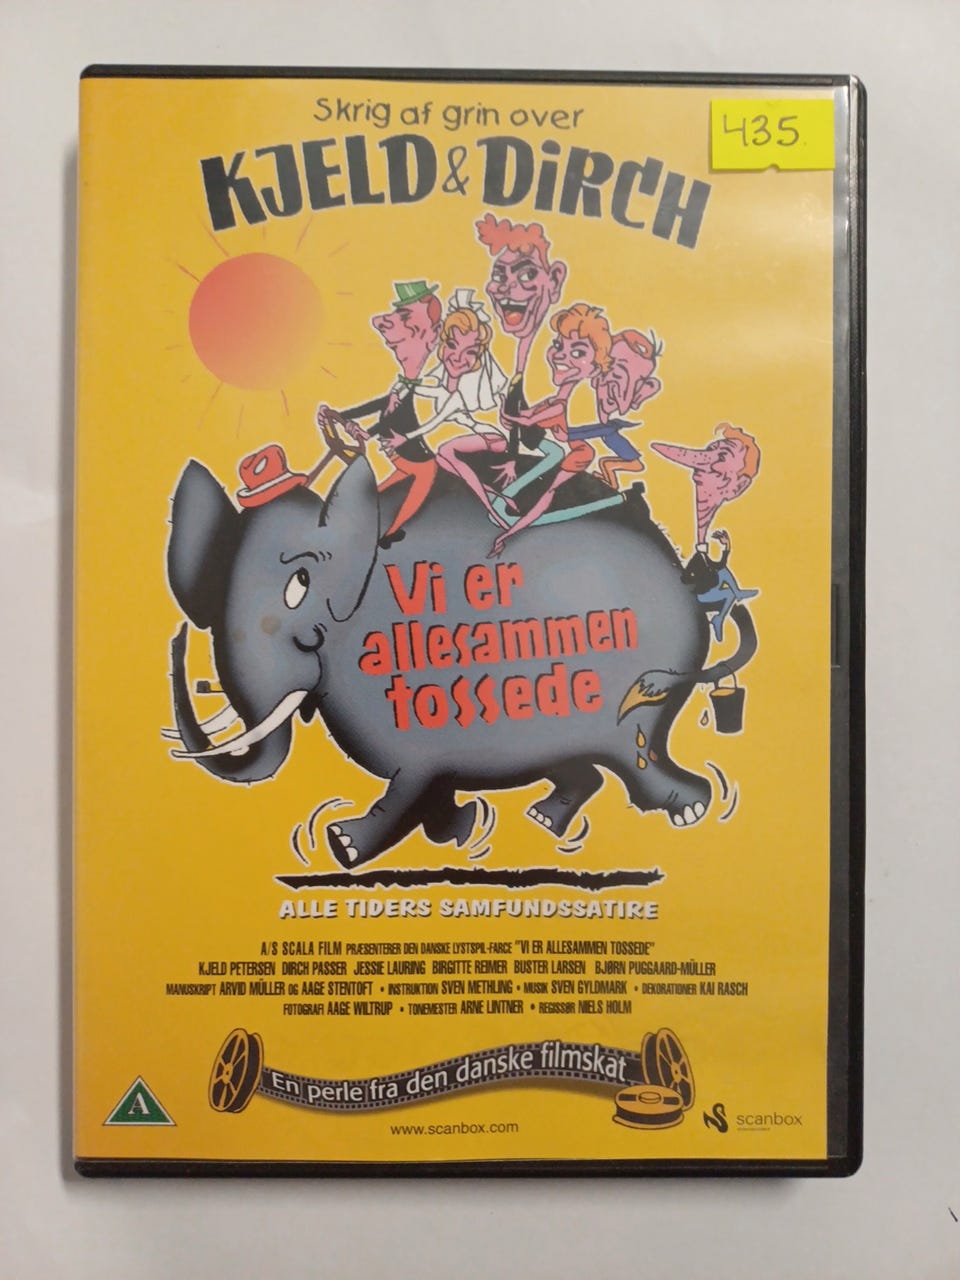 Skrig af grin over
435.
KJELD & DiRCH
Vi er
allesammen
tossede
ALLE TIDERS SAMFUNDSSATIRE
A/S SCALA FILM PRÆSENTERER DEN DANSKE LYSTSPIL-FARCE "VI ER ALLESAMMEN TOSSEDE"
KJELD PETERSEN DIRCH PASSER JESSIE LAURING BIRGITTE REIMER BUSTER LARSEN BJØRN PUGGAARD-MÜLLER
MANUSKRIPT ARVID MÜLLER OG AAGE STENTOFT • INSTRUKTION SVEN METHLING • MUSIK SVEN GYLDMARK • DEKORATIONER KAI RASCH
FOTOGRAFI AAGE WILTRUP • TONEMESTER ARNE LINTNER • REGISSØR NIELS HOLM
En perle fra den danske filmskat
A
www.scanbox.com
scanbox